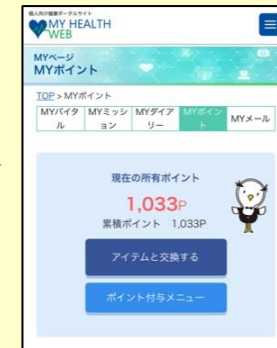 個人向け健康ポータルサイト
MY HEALTH
WEB
MYページ
MYポイント
TOP > MYポイント
MYバイタル
MYミッション
MYダイアリー
MYポイント
MYメール
現在の所有ポイント
1,033P
累積ポイント 1,033P
アイテムと交換する
ポイント付与メニュー